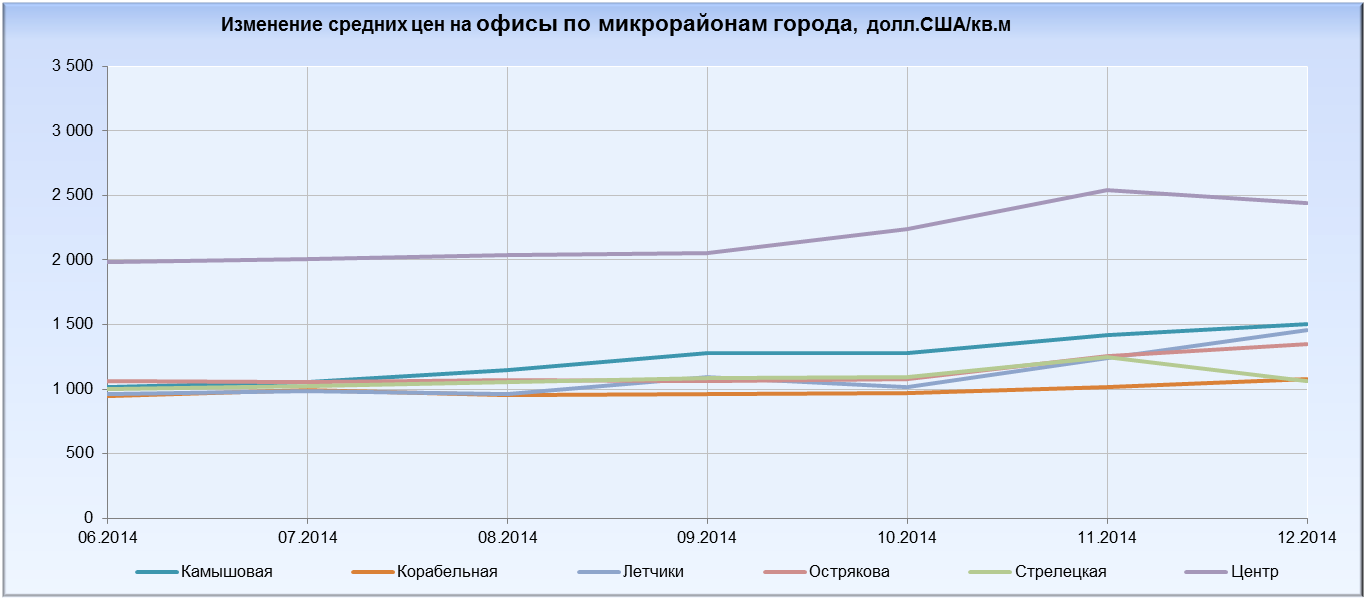 Изменение средних цен на офисы по микрорайонам города, долл.США/кв.м
3 500
3 000
2 500
2 000
1 500
1 000
500
0
06.2014 07.2014 08.2014 09.2014 10.2014 11.2014 12.2014
Камышовая Корабельная Летчики Острякова Стрелецкая Центр